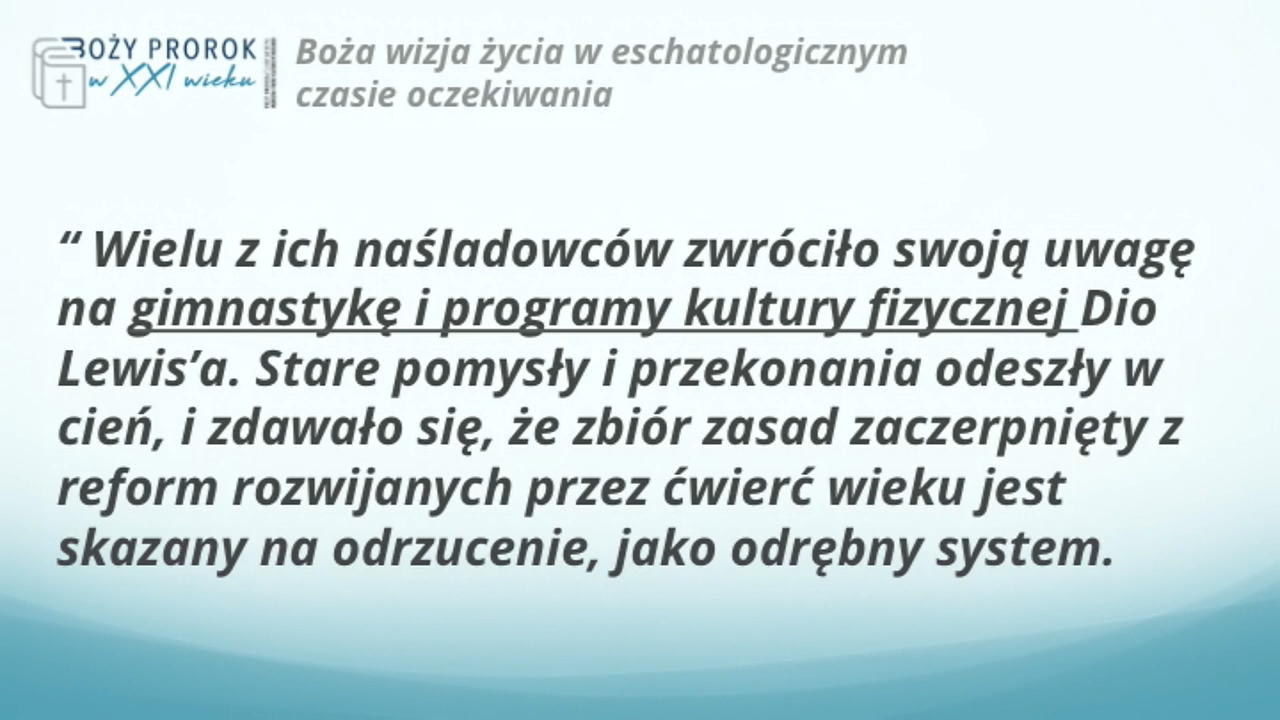 BOŻY PROROK
w XXI wieku
Boża wizja życia w eschatologicznym
czasie oczekiwania
“ Wielu z ich naśladowców zwróciło swoją uwagę
na gimnastykę i programy kultury fizycznej Dio
Lewis’a. Stare pomysły i przekonania odeszły w
cień, i zdawało się, że zbiór zasad zaczerpnięty z
reform rozwijanych przez ćwierć wieku jest
skazany na odrzucenie, jako odrębny system.